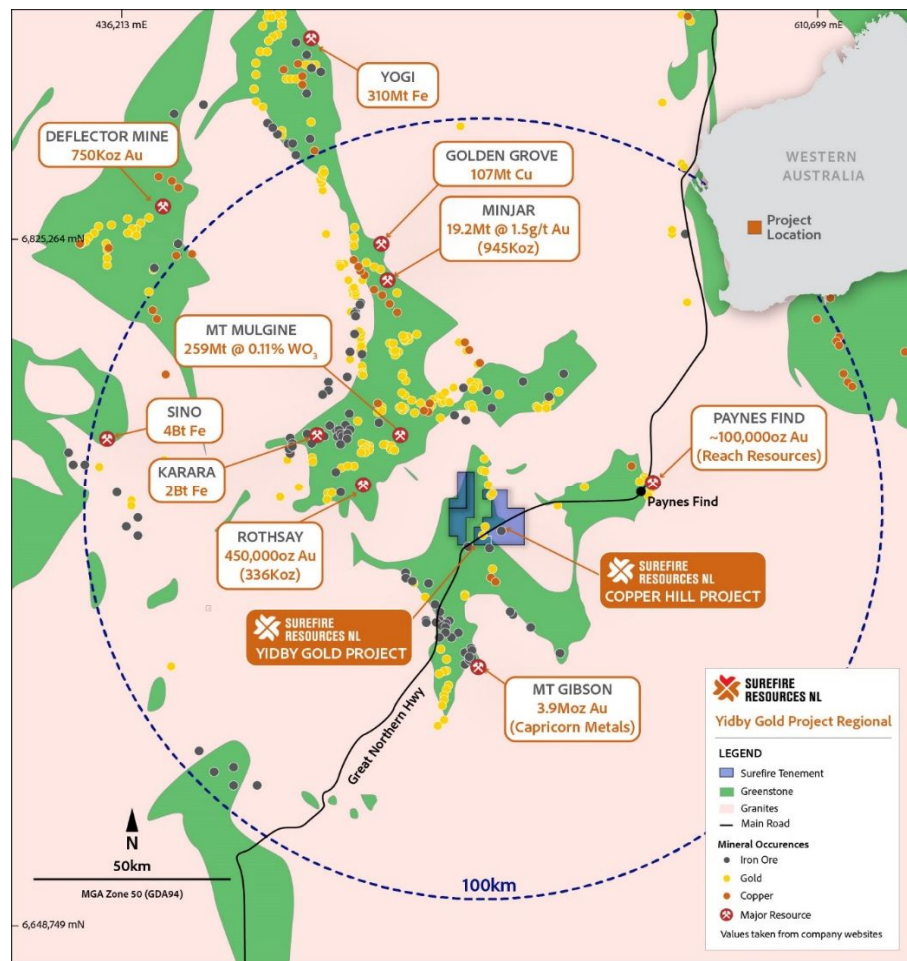 436,213 mE
610,699 mE
YOGI
310Mt Fe
DEFLECTOR MINE
750Koz Au
GOLDEN GROVE
107Mt Cu
MINJAR
19.2Mt @ 1.5g/t Au
(945Koz)
WESTERN
AUSTRALIA
Project
Location
6,825,264 mN
MT MULGINE
259Mt @ 0.11% WO₃
SINO
4Bt Fe
KARARA
2Bt Fe
PAYNES FIND
~100,000oz Au
(Reach Resources)
Paynes Find
ROTHSAY
450,000oz Au
(336Koz)
SUREFIRE
RESOURCES NL
COPPER HILL PROJECT
SUREFIRE
RESOURCES NL
YIDBY GOLD PROJECT
MT GIBSON
3.9Moz Au
(Capricorn Metals)
Great Northern Hwy
100km
N
50km
MGA Zone 50 (GDA94)
6,648,749 mN
SUREFIRE
RESOURCES NL
Yidby Gold Project Regional
LEGEND
Surefire Tenement
Greenstone
Granites
Main Road
Mineral Occurences
Iron Ore
Gold
Copper
Major Resource
Values taken from company websites